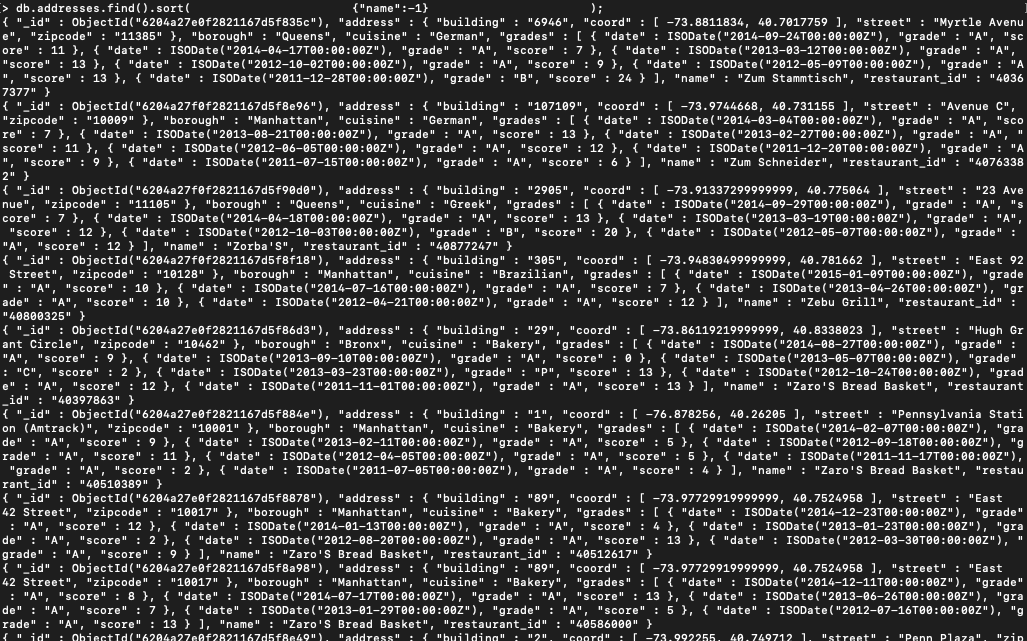 > db.addresses.find().sort(                    {"name":-1}                      );
{ "_id" : ObjectId("6204a27e0f2821167d5f835c"), "address" : { "building" : "6946", "coord" : [ -73.8811834, 40.7017759 ], "street" : "Myrtle Avenu
e", "zipcode" : "11385" }, "borough" : "Queens", "cuisine" : "German", "grades" : [ { "date" : ISODate("2014-09-24T00:00:00Z"), "grade" : "A", "sc
ore" : 11 }, { "date" : ISODate("2014-04-17T00:00:00Z"), "grade" : "A", "score" : 7 }, { "date" : ISODate("2013-03-12T00:00:00Z"), "grade" : "A",
"score" : 13 }, { "date" : ISODate("2012-10-02T00:00:00Z"), "grade" : "A", "score" : 9 }, { "date" : ISODate("2012-05-09T00:00:00Z"), "grade" : "A
", "score" : 13 }, { "date" : ISODate("2011-12-28T00:00:00Z"), "grade" : "B", "score" : 24 } ], "name" : "Zum Stammtisch", "restaurant_id" : "4036
7377" }
{ "_id" : ObjectId("6204a27f0f2821167d5f8e96"), "address" : { "building" : "107109", "coord" : [ -73.9744668, 40.731155 ], "street" : "Avenue C",
"zipcode" : "10009" }, "borough" : "Manhattan", "cuisine" : "German", "grades" : [ { "date" : ISODate("2014-03-04T00:00:00Z"), "grade" : "A", "sco
re" : 7 }, { "date" : ISODate("2013-08-21T00:00:00Z"), "grade" : "A", "score" : 13 }, { "date" : ISODate("2013-02-27T00:00:00Z"), "grade" : "A", "
score" : 11 }, { "date" : ISODate("2012-06-05T00:00:00Z"), "grade" : "A", "score" : 12 }, { "date" : ISODate("2011-12-20T00:00:00Z"), "grade" : "A
", "score" : 9 }, { "date" : ISODate("2011-07-15T00:00:00Z"), "grade" : "A", "score" : 6 } ], "name" : "Zum Schneider", "restaurant_id" : "4076338
2" }
{ "_id" : ObjectId("6204a27f0f2821167d5f90d0"), "address" : { "building" : "2905", "coord" : [ -73.91337299999999, 40.775064 ], "street" : "23 Ave
nue", "zipcode" : "11105" }, "borough" : "Queens", "cuisine" : "Greek", "grades" : [ { "date" : ISODate("2014-09-29T00:00:00Z"), "grade" : "A", "s
core" : 7 }, { "date" : ISODate("2014-04-18T00:00:00Z"), "grade" : "A", "score" : 13 }, { "date" : ISODate("2013-03-19T00:00:00Z"), "grade" : "A",
 "score" : 12 }, { "date" : ISODate("2012-10-03T00:00:00Z"), "grade" : "B", "score" : 20 }, { "date" : ISODate("2012-05-07T00:00:00Z"), "grade" :
"A", "score" : 12 } ], "name" : "Zorba'S", "restaurant_id" : "40877247" }
{ "_id" : ObjectId("6204a27f0f2821167d5f8f18"), "address" : { "building" : "305", "coord" : [ -73.94830499999999, 40.781662 ], "street" : "East 92
 Street", "zipcode" : "10128" }, "borough" : "Manhattan", "cuisine" : "Brazilian", "grades" : [ { "date" : ISODate("2015-01-09T00:00:00Z"), "grade
" : "A", "score" : 10 }, { "date" : ISODate("2014-07-16T00:00:00Z"), "grade" : "A", "score" : 7 }, { "date" : ISODate("2013-04-26T00:00:00Z"), "gr
ade" : "A", "score" : 10 }, { "date" : ISODate("2012-04-21T00:00:00Z"), "grade" : "A", "score" : 12 } ], "name" : "Zebu Grill", "restaurant_id" :
"40800325" }
{ "_id" : ObjectId("6204a27e0f2821167d5f86d3"), "address" : { "building" : "29", "coord" : [ -73.86119219999999, 40.8338023 ], "street" : "Hugh Gr
ant Circle", "zipcode" : "10462" }, "borough" : "Bronx", "cuisine" : "Bakery", "grades" : [ { "date" : ISODate("2014-08-27T00:00:00Z"), "grade" :
"A", "score" : 9 }, { "date" : ISODate("2013-09-10T00:00:00Z"), "grade" : "A", "score" : 0 }, { "date" : ISODate("2013-05-07T00:00:00Z"), "grade" :
"C", "score" : 2 }, { "date" : ISODate("2013-03-23T00:00:00Z"), "grade" : "P", "score" : 13 }, { "date" : ISODate("2012-10-24T00:00:00Z"), "grad
e" : "A", "score" : 12 }, { "date" : ISODate("2011-11-01T00:00:00Z"), "grade" : "A", "score" : 13 } ], "name" : "Zaro'S Bread Basket", "restaurant
_id" : "40397863" }
{ "_id" : ObjectId("6204a27e0f2821167d5f884e"), "address" : { "building" : "1", "coord" : [ -76.878256, 40.26205 ], "street" : "Pennsylvania Stati
on (Amtrack)", "zipcode" : "10001" }, "borough" : "Manhattan", "cuisine" : "Bakery", "grades" : [ { "date" : ISODate("2014-02-07T00:00:00Z"), "gra
de" : "A", "score" : 9 }, { "date" : ISODate("2013-02-11T00:00:00Z"), "grade" : "A", "score" : 5 }, { "date" : ISODate("2012-09-18T00:00:00Z"), "g
rade" : "A", "score" : 11 }, { "date" : ISODate("2012-04-05T00:00:00Z"), "grade" : "A", "score" : 5 }, { "date" : ISODate("2011-11-17T00:00:00Z"),
 "grade" : "A", "score" : 2 }, { "date" : ISODate("2011-07-05T00:00:00Z"), "grade" : "A", "score" : 4 } ], "name" : "Zaro'S Bread Basket", "restau
rant_id" : "40510389" }
{ "_id" : ObjectId("6204a27e0f2821167d5f8878"), "address" : { "building" : "89", "coord" : [ -73.97729919999999, 40.7524958 ], "street" : "East
42 Street", "zipcode" : "10017" }, "borough" : "Manhattan", "cuisine" : "Bakery", "grades" : [ { "date" : ISODate("2014-12-23T00:00:00Z"), "grade"
 : "A", "score" : 12 }, { "date" : ISODate("2014-01-13T00:00:00Z"), "grade" : "A", "score" : 4 }, { "date" : ISODate("2013-01-23T00:00:00Z"), "grade"
 : "A", "score" : 2 }, { "date" : ISODate("2012-08-20T00:00:00Z"), "grade" : "A", "score" : 13 }, { "date" : ISODate("2012-03-30T00:00:00Z"), "
grade" : "A", "score" : 9 } ], "name" : "Zaro'S Bread Basket", "restaurant_id" : "40512617" }
{ "_id" : ObjectId("6204a27e0f2821167d5f8a98"), "address" : { "building" : "89", "coord" : [ -73.97729919999999, 40.7524958 ], "street" : "East
42 Street", "zipcode" : "10017" }, "borough" : "Manhattan", "cuisine" : "Bakery", "grades" : [ { "date" : ISODate("2014-12-11T00:00:00Z"), "grade"
 : "A", "score" : 8 }, { "date" : ISODate("2014-07-17T00:00:00Z"), "grade" : "A", "score" : 13 }, { "date" : ISODate("2013-06-26T00:00:00Z"), "gra
de" : "A", "score" : 7 }, { "date" : ISODate("2013-01-29T00:00:00Z"), "grade" : "A", "score" : 5 }, { "date" : ISODate("2012-07-16T00:00:00Z"), "g
rade" : "A", "score" : 13 } ], "name" : "Zaro'S Bread Basket", "restaurant_id" : "40586000" }
{ "_id" : ObjectId("6204a27f0f2821167d5f8e49"), "address" : { "building" : "2", "coord" : [ -73.992255, 40.749712 ], "street" : "Penn Plaza", "zip